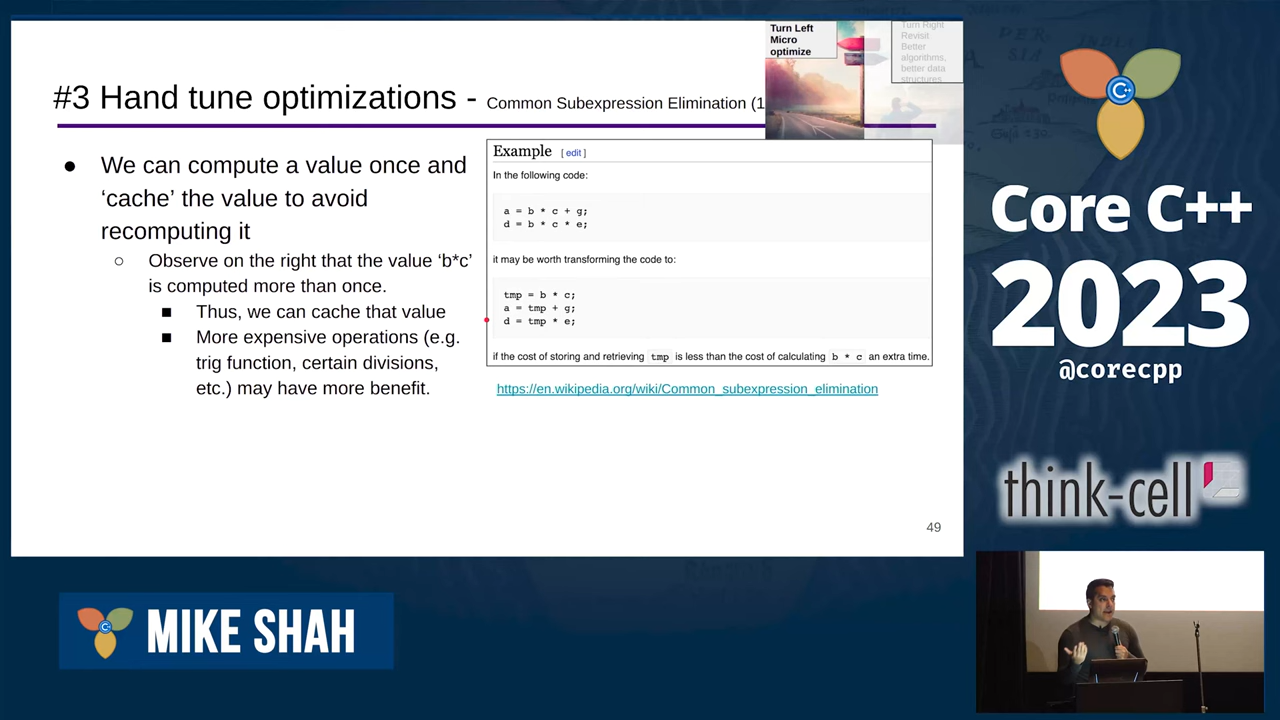 Turn Left
Micro
optimize
Turn Right
Revisit
Better
algorithms,
better data
structures
#3 Hand tune optimizations - Common Subexpression Elimination (1
● We can compute a value once and
‘cache’ the value to avoid
recomputing it
○ Observe on the right that the value ‘b*c’
is computed more than once.
■ Thus, we can cache that value
■ More expensive operations (e.g.
trig function, certain divisions,
etc.) may have more benefit.
Example [ edit ]
In the following code:
a = b * c + g;
d = b * c * e;
it may be worth transforming the code to:
tmp = b * c;
a = tmp + g;
d = tmp * e;
if the cost of storing and retrieving tmp is less than the cost of calculating b * c an extra time.
https://en.wikipedia.org/wiki/Common_subexpression_elimination
49
C++
Core C++
2023
@corecpp
think-cell
MIKE SHAH